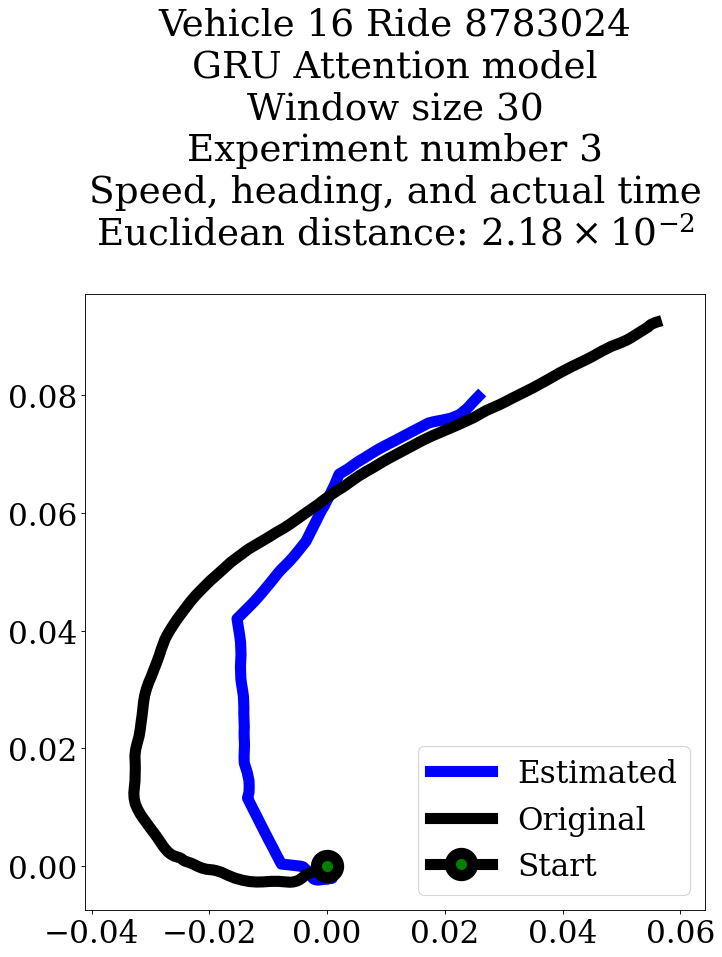 Vehicle 16 Ride 8783024
GRU Attention model
Window size 30
Experiment number 3
Speed, heading, and actual time
Euclidean distance: 2.18 × 10⁻²
0.08
0.06
0.04
0.02
0.00
Estimated
Original
Start
−0.04 −0.02 0.00 0.02 0.04 0.06